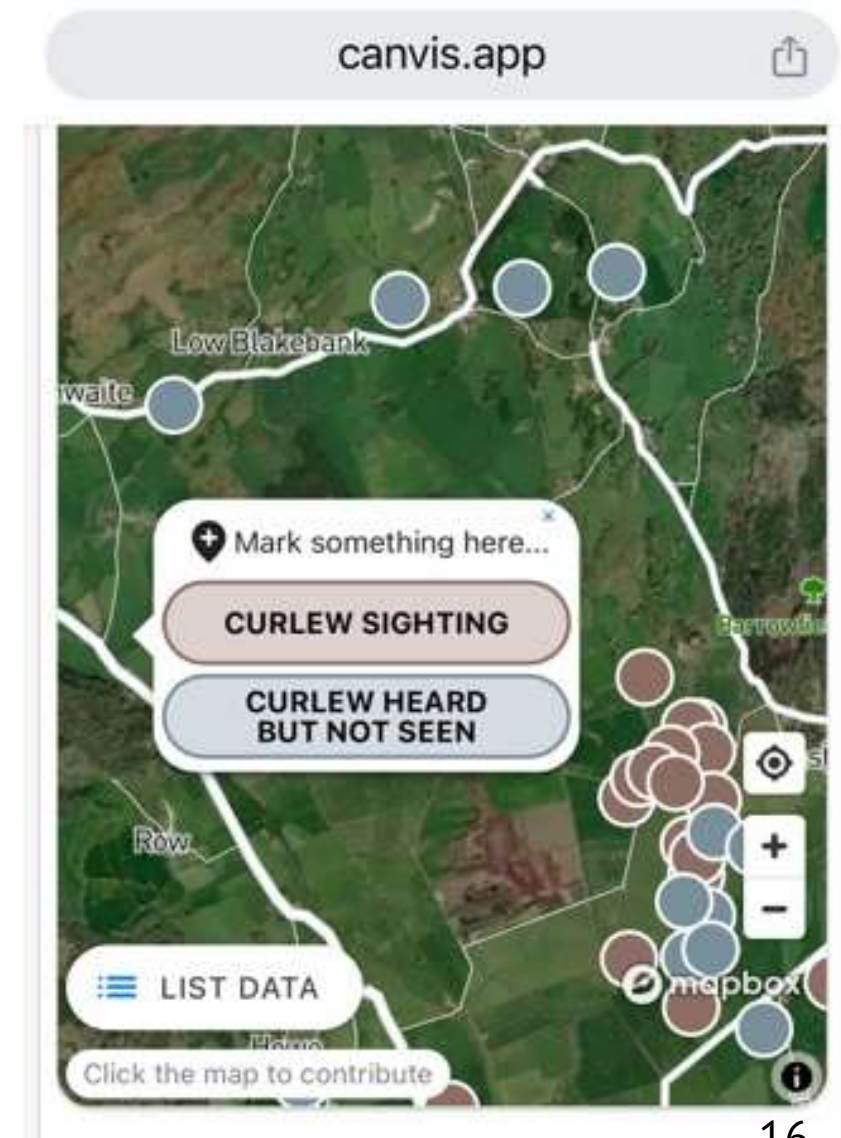 canvis.app
Low Blakebank
waite
Mark something here...
CURLEW SIGHTING
CURLEW HEARD
BUT NOT SEEN
Row
LIST DATA
mapbox
Click the map to contribute
16